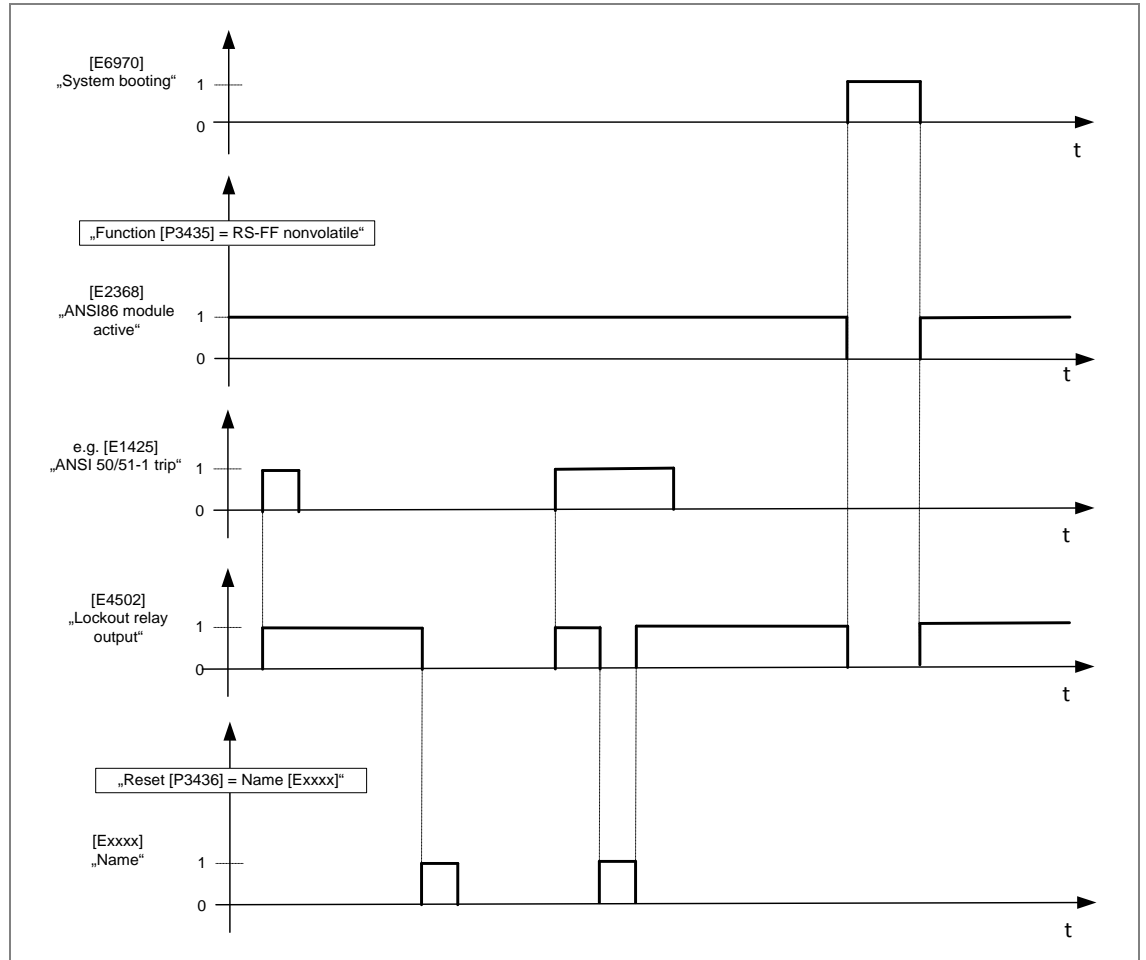 [E6970]
„System booting“
1
0
t
„Function [P3435] = RS-FF nonvolatile“
[E2368]
„ANSI86 module
active“
1
0
t
e.g. [E1425]
„ANSI 50/51-1 trip“
1
0
t
[E4502]
„Lockout relay
output“
1
0
t
„Reset [P3436] = Name [Exxxx]“
[Exxxx]
„Name“
1
0
t